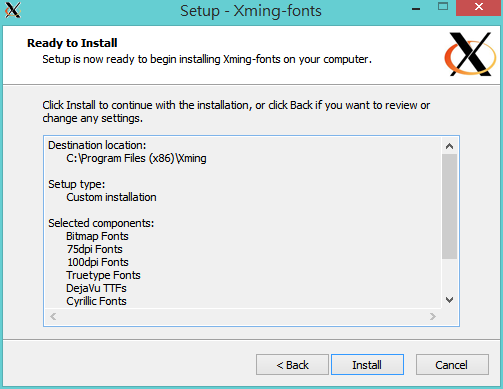 Setup - Xming-fonts
Ready to Install
Setup is now ready to begin installing Xming-fonts on your computer.
Click Install to continue with the installation, or click Back if you want to review or
change any settings.
Destination location:
C:\Program Files (x86)\Xming
Setup type:
Custom installation
Selected components:
Bitmap Fonts
75dpi Fonts
100dpi Fonts
Truetype Fonts
DejaVu TTFs
Cyrillic Fonts
< Back
Install
Cancel